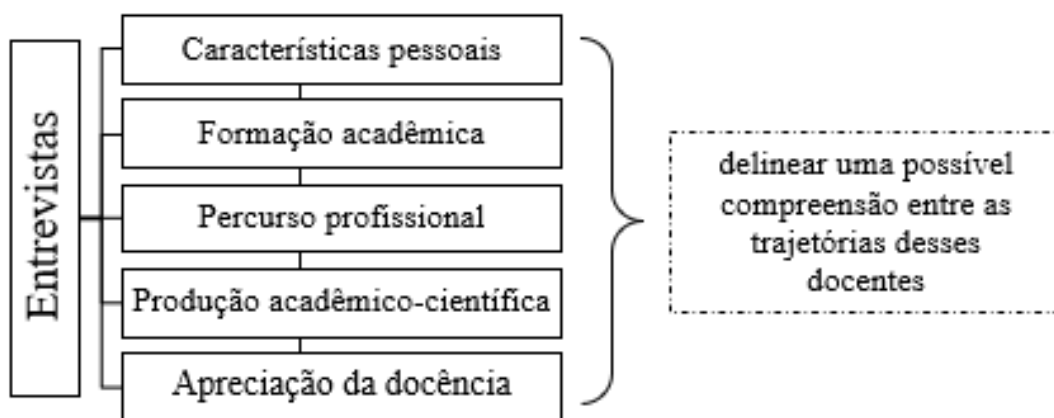 Entrevistas
Características pessoais
Formação acadêmica
Percurso profissional
Produção acadêmico-científica
Apreciação da docência
delinear uma possível
compreensão entre as
trajetórias desses
docentes